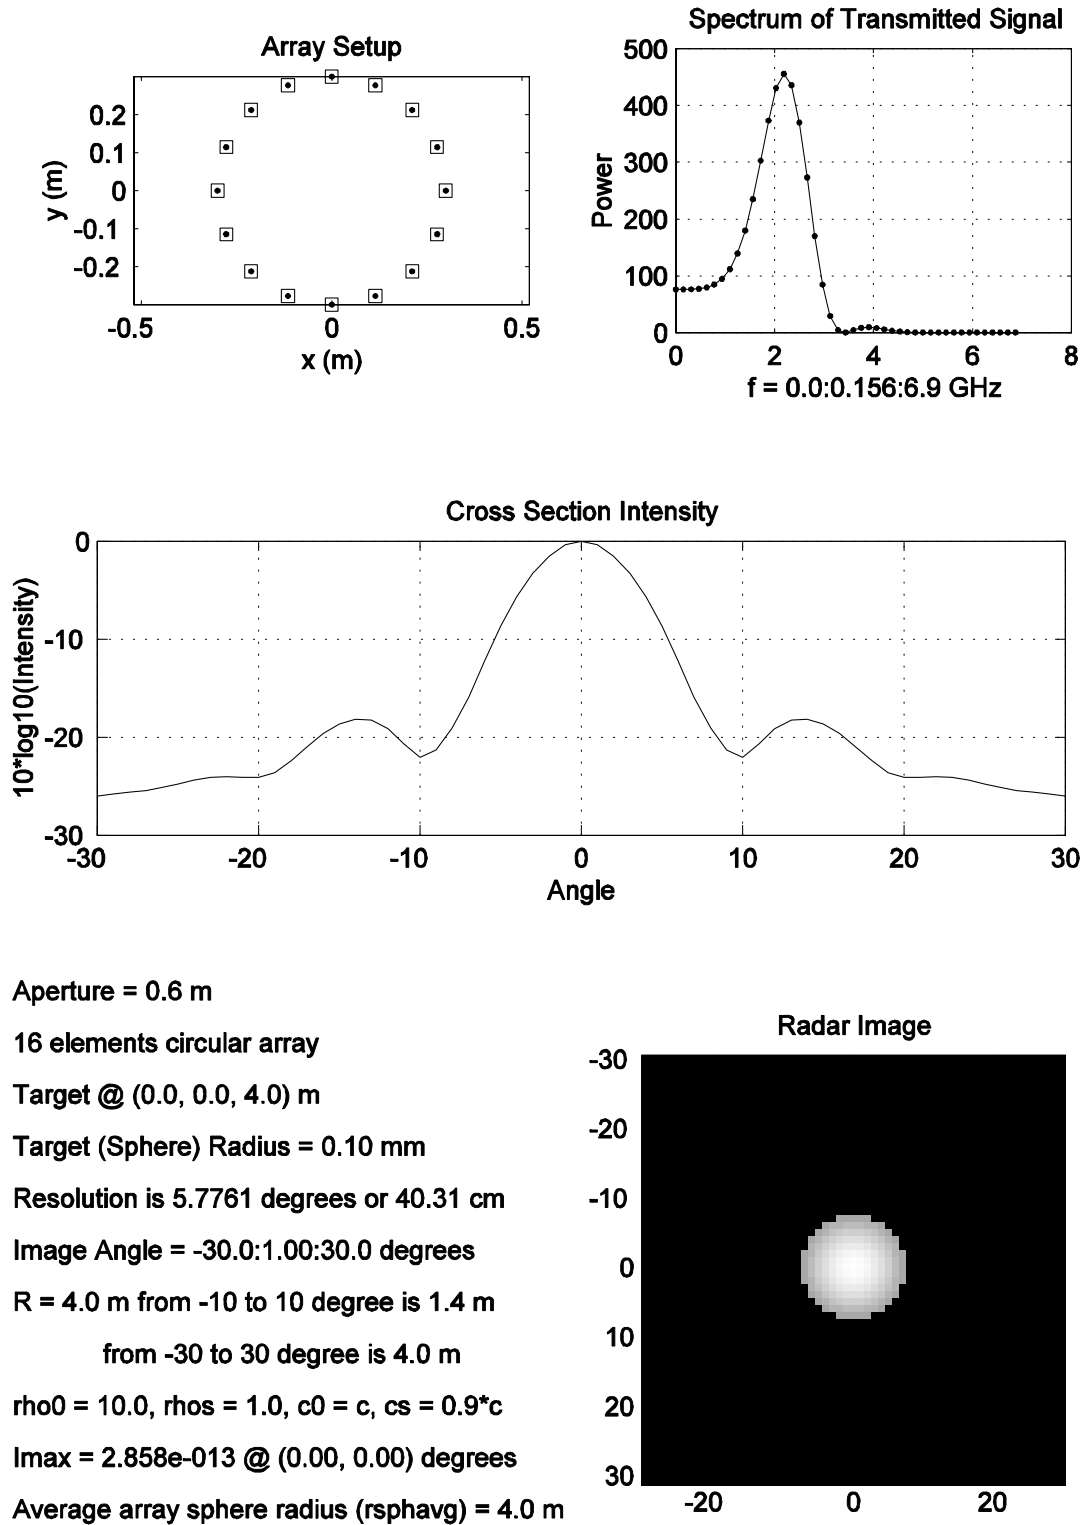 Array Setup
0.2
0.1
0
-0.1
-0.2
y (m)
-0.5
0
0.5
x (m)
Spectrum of Transmitted Signal
500
400
300
200
100
0
Power
0
2
4
6
8
f = 0.0:0.156:6.9 GHz
Cross Section Intensity
0
-10
-20
-30
10*log10(Intensity)
-30
-20
-10
0
10
20
30
Angle
Aperture = 0.6 m
16 elements circular array
Target @ (0.0, 0.0, 4.0) m
Target (Sphere) Radius = 0.10 mm
Resolution is 5.7761 degrees or 40.31 cm
Image Angle = -30.0:1.00:30.0 degrees
R = 4.0 m from -10 to 10 degree is 1.4 m
from -30 to 30 degree is 4.0 m
rho0 = 10.0, rhos = 1.0, c0 = c, cs = 0.9*c
Imax = 2.858e-013 @ (0.00, 0.00) degrees
Average array sphere radius (rsphavg) = 4.0 m
Radar Image
-30
-20
-10
0
10
20
30
-20
0
20